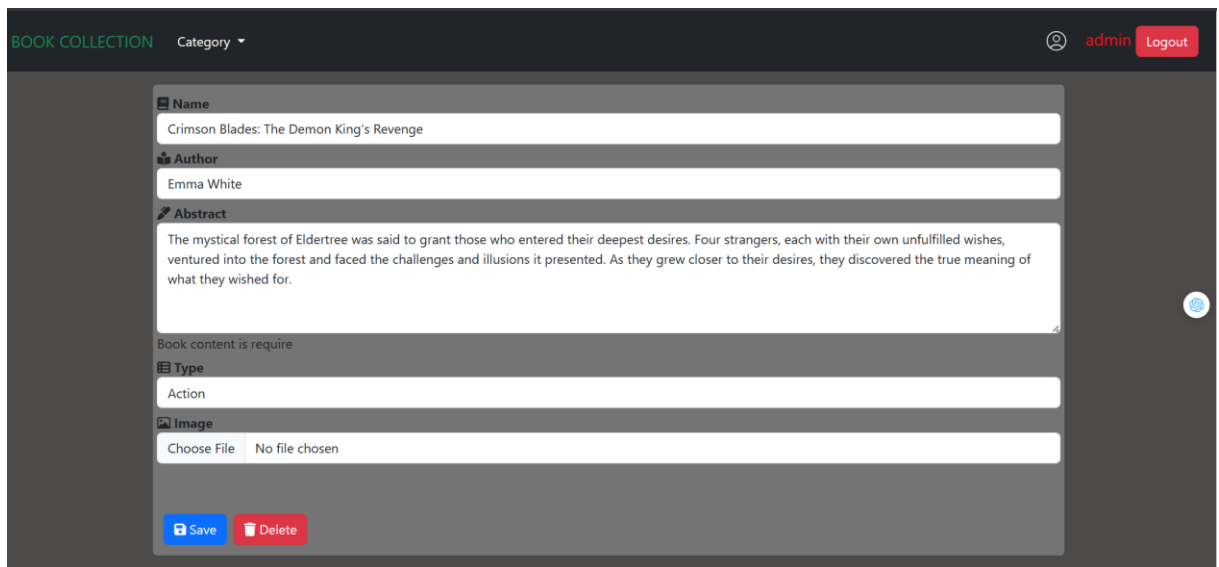 BOOK COLLECTION Category admin Logout
Name
Crimson Blades: The Demon King's Revenge
Author
Emma White
Abstract
The mystical forest of Eldertree was said to grant those who entered their deepest desires. Four strangers, each with their own unfulfilled wishes,
ventured into the forest and faced the challenges and illusions it presented. As they grew closer to their desires, they discovered the true meaning of
what they wished for.
Book content is require
Type
Action
Image
Choose File No file chosen
Save Delete